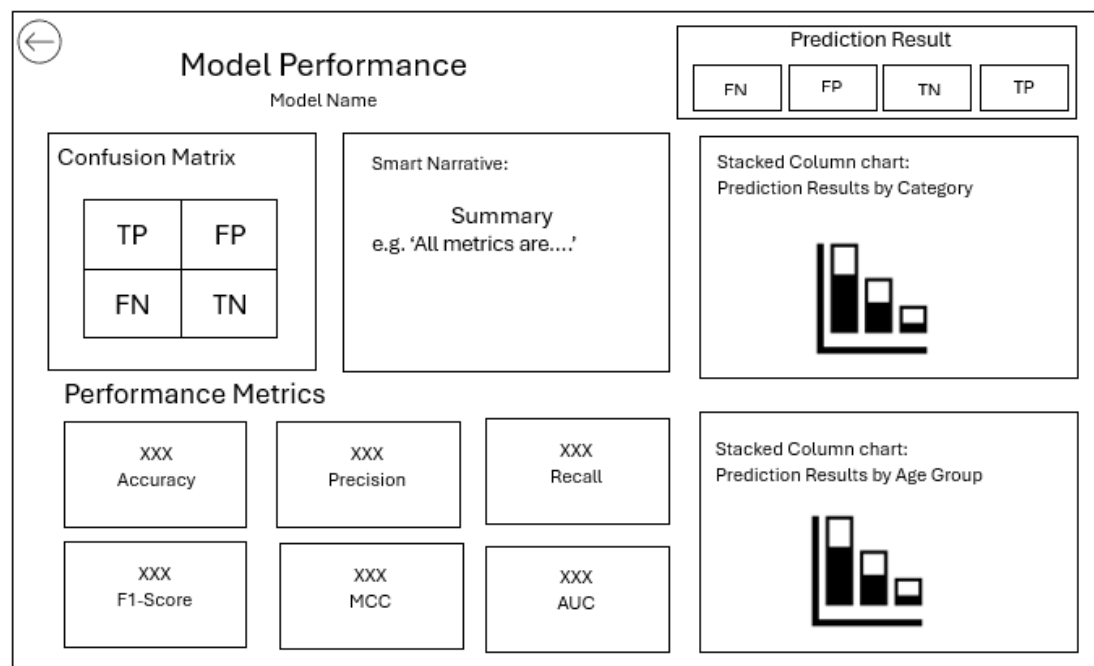 Model Performance
Model Name
Prediction Result
FN
FP
TN
TP
Confusion Matrix
TP
FP
FN
TN
Smart Narrative:
Summary
e.g. ‘All metrics are....’
Stacked Column chart:
Prediction Results by Category
Performance Metrics
XXX
Accuracy
XXX
Precision
XXX
Recall
XXX
F1-Score
XXX
MCC
XXX
AUC
Stacked Column chart:
Prediction Results by Age Group